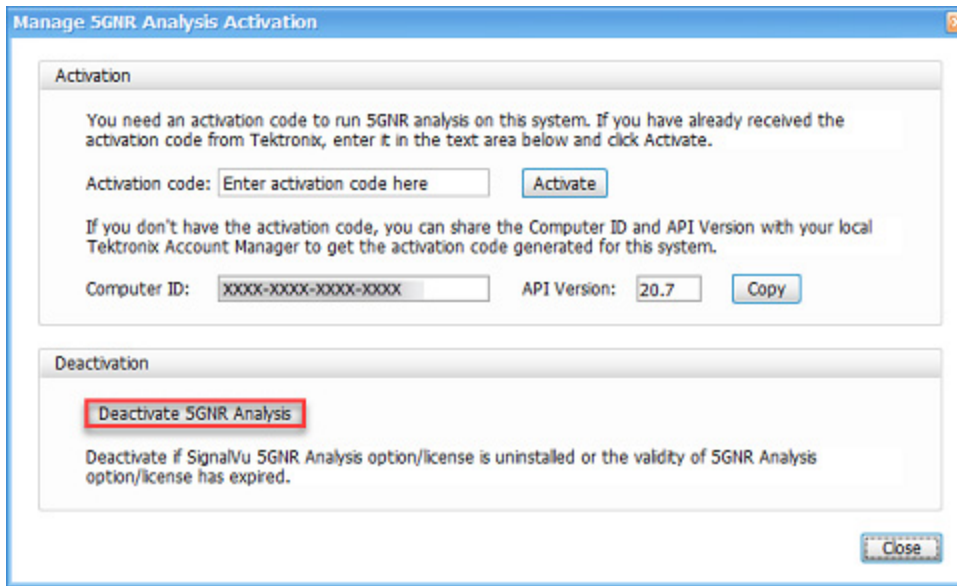 Manage 5GNR Analysis Activation
Activation
You need an activation code to run 5GNR analysis on this system. If you have already received the
activation code from Tektronix, enter it in the text area below and click Activate.
Activation code: Enter activation code here Activate
If you don't have the activation code, you can share the Computer ID and API Version with your local
Tektronix Account Manager to get the activation code generated for this system.
Computer ID: XXXX-XXXX-XXXX-XXXX API Version: 20.7 Copy
Deactivation
Deactivate 5GNR Analysis
Deactivate if SignalVu 5GNR Analysis option/license is uninstalled or the validity of 5GNR Analysis
option/license has expired.
Close